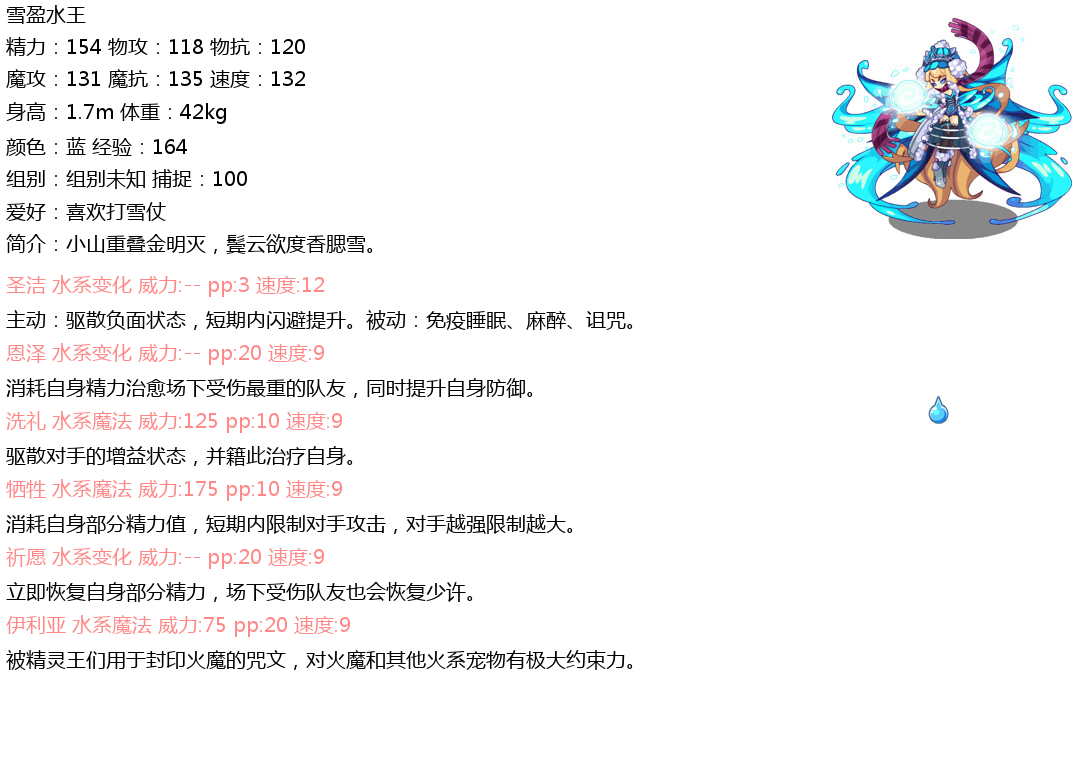 雪盈水王
精力：154 物攻：118 物抗：120
魔攻：131 魔抗：135 速度：132
身高：1.7m 体重：42kg
颜色：蓝 经验：164
组别：组别未知 捕捉：100
爱好：喜欢打雪仗
简介：小山重叠金明灭，鬓云欲度香腮雪。
圣洁 水系变化 威力:-- pp:3 速度:12
主动：驱散负面状态，短期内闪避提升。被动：免疫睡眠、麻醉、诅咒。
恩泽 水系变化 威力:-- pp:20 速度:9
消耗自身精力治愈场下受伤最重的队友，同时提升自身防御。
洗礼 水系魔法 威力:125 pp:10 速度:9
驱散对手的增益状态，并籍此治疗自身。
牺牲 水系魔法 威力:175 pp:10 速度:9
消耗自身部分精力值，短期内限制对手攻击，对手越强限制越大。
祈愿 水系变化 威力:-- pp:20 速度:9
立即恢复自身部分精力，场下受伤队友也会恢复少许。
伊利亚 水系魔法 威力:75 pp:20 速度:9
被精灵王们用于封印火魔的咒文，对火魔和其他火系宠物有极大约束力。